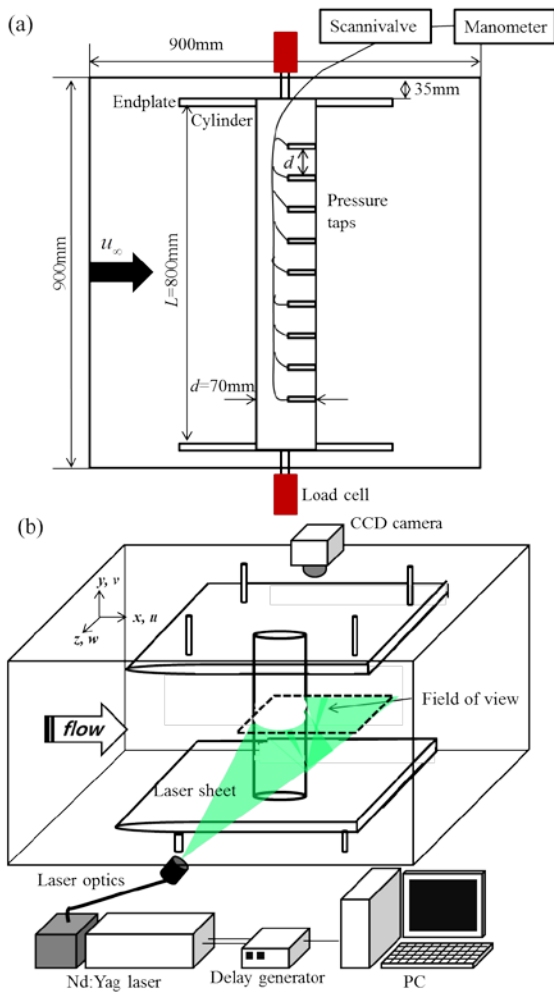 (a)
Scannivalve
Manometer
900mm
35mm
Endplate
Cylinder
d
Pressure
taps
u∞
900mm
L=800mm
d=70mm
Load cell
(b)
CCD camera
y, v
x, u
z, w
Field of view
flow
Laser sheet
Laser optics
Nd:Yag laser
Delay generator
PC